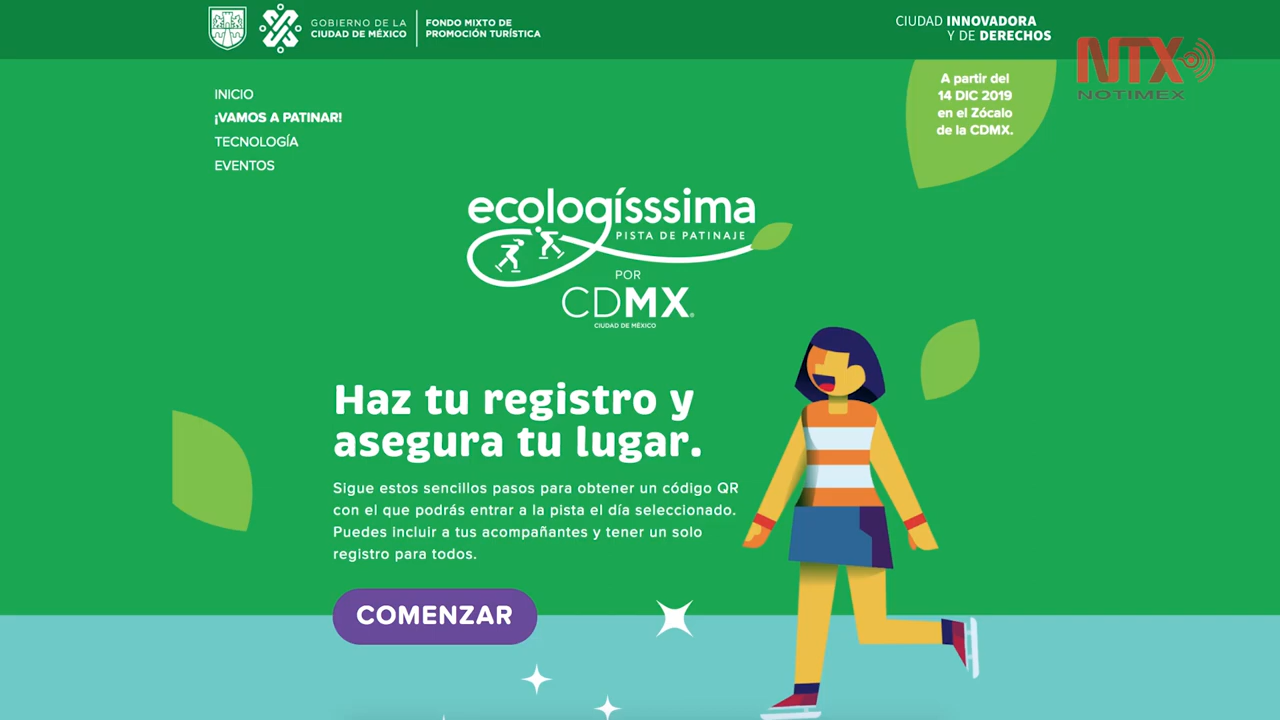 GOBIERNO DE LA
CIUDAD DE MÉXICO
FONDO MIXTO DE
PROMOCIÓN TURÍSTICA
CIUDAD INNOVADORA
Y DE DERECHOS
NTX
NOTIMEX
INICIO
¡VAMOS A PATINAR!
TECNOLOGÍA
EVENTOS
A partir del
14 DIC 2019
en el Zócalo
de la CDMX.
ecologísssima
PISTA DE PATINAJE
POR
CDMX®
CIUDAD DE MÉXICO
Haz tu registro y
asegura tu lugar.
Sigue estos sencillos pasos para obtener un código QR
con el que podrás entrar a la pista el día seleccionado.
Puedes incluir a tus acompañantes y tener un solo
registro para todos.
COMENZAR